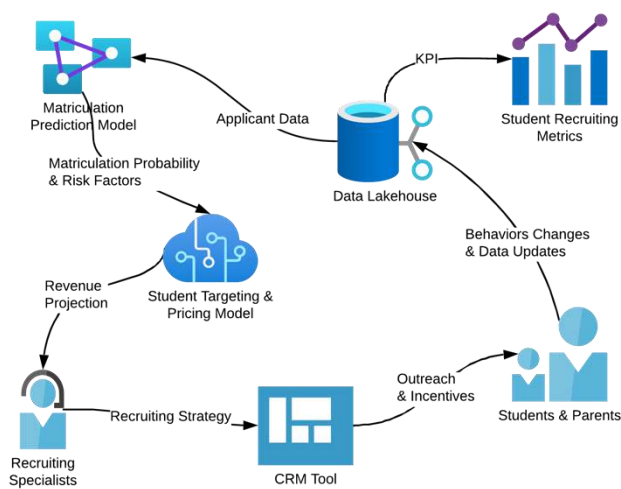 KPI
Matriculation
Prediction Model
Applicant Data
Student Recruiting
Metrics
Matriculation Probability
& Risk Factors
Data Lakehouse
Behaviors Changes
& Data Updates
Revenue
Projection
Student Targeting &
Pricing Model
Outreach
& Incentives
Recruiting Strategy
Students & Parents
Recruiting
Specialists
CRM Tool